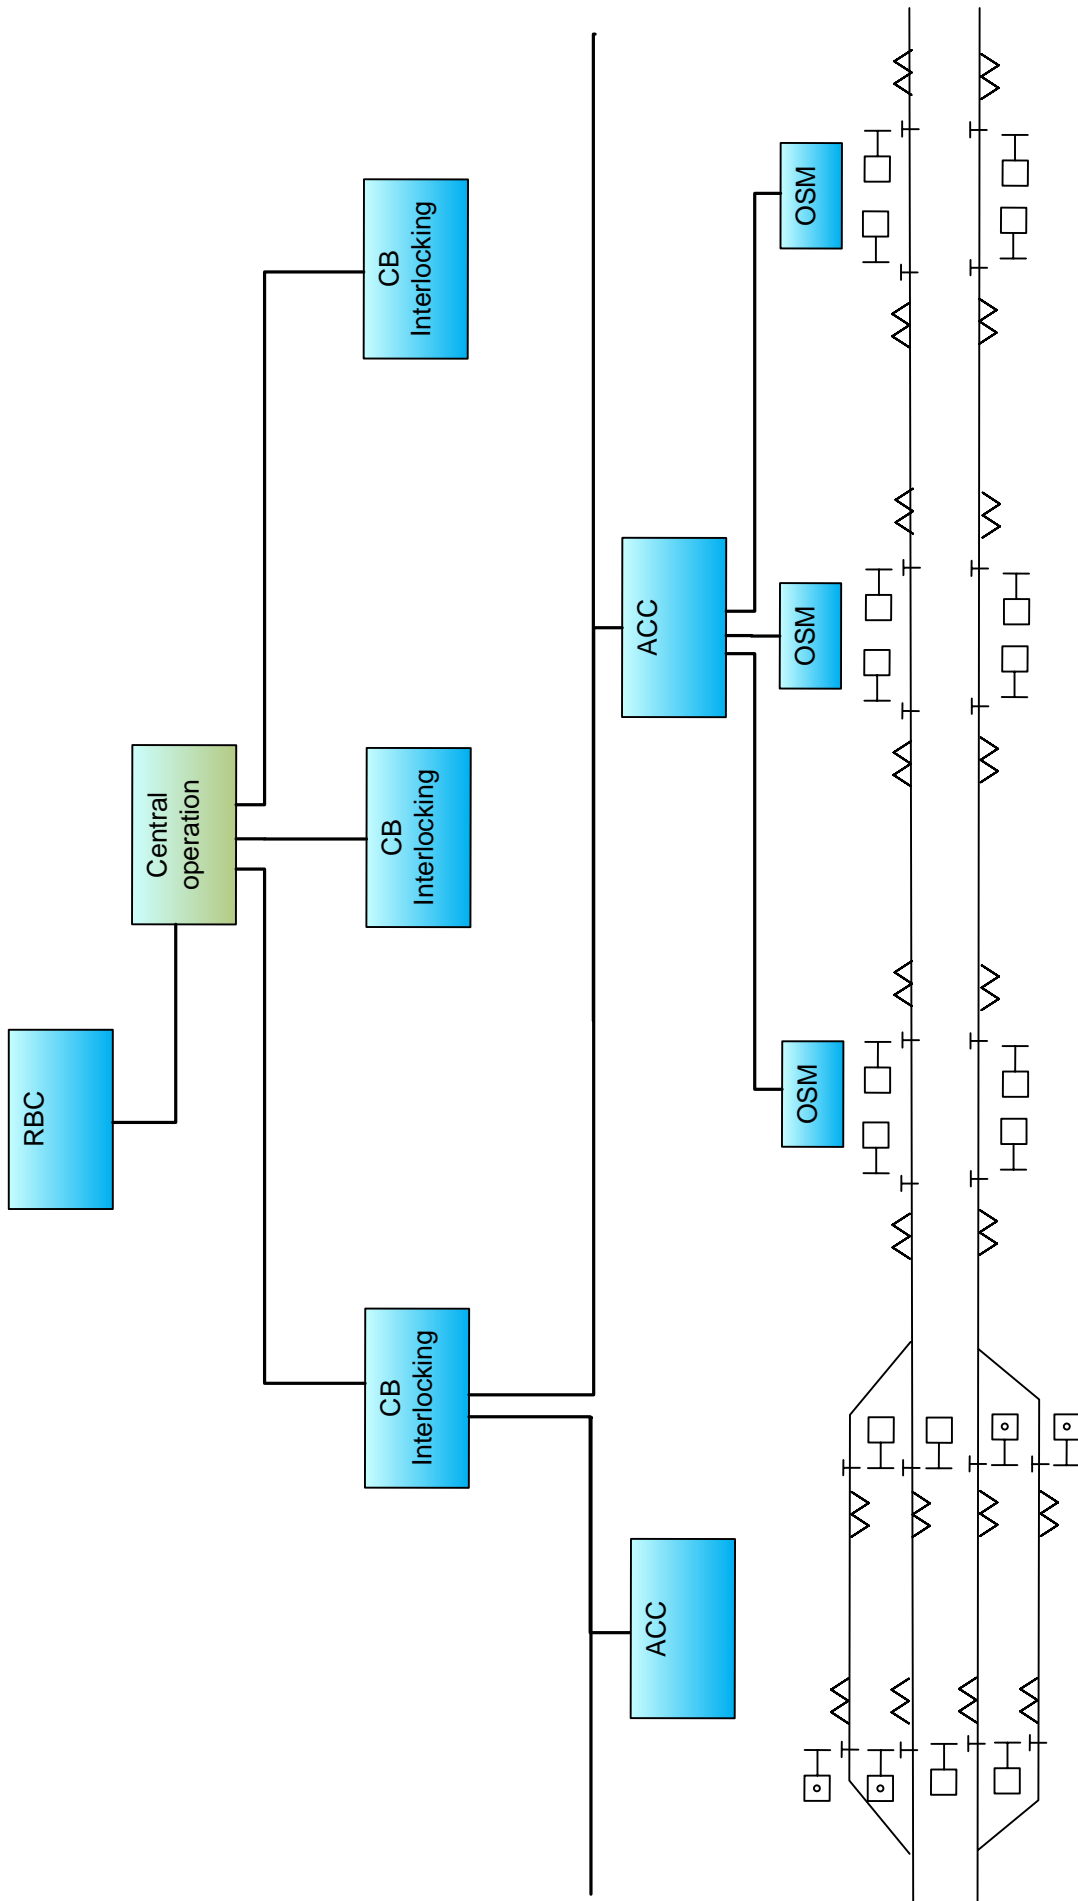 RBC
Central
operation
CB
Interlocking
CB
Interlocking
CB
Interlocking
ACC
ACC
OSM
OSM
OSM